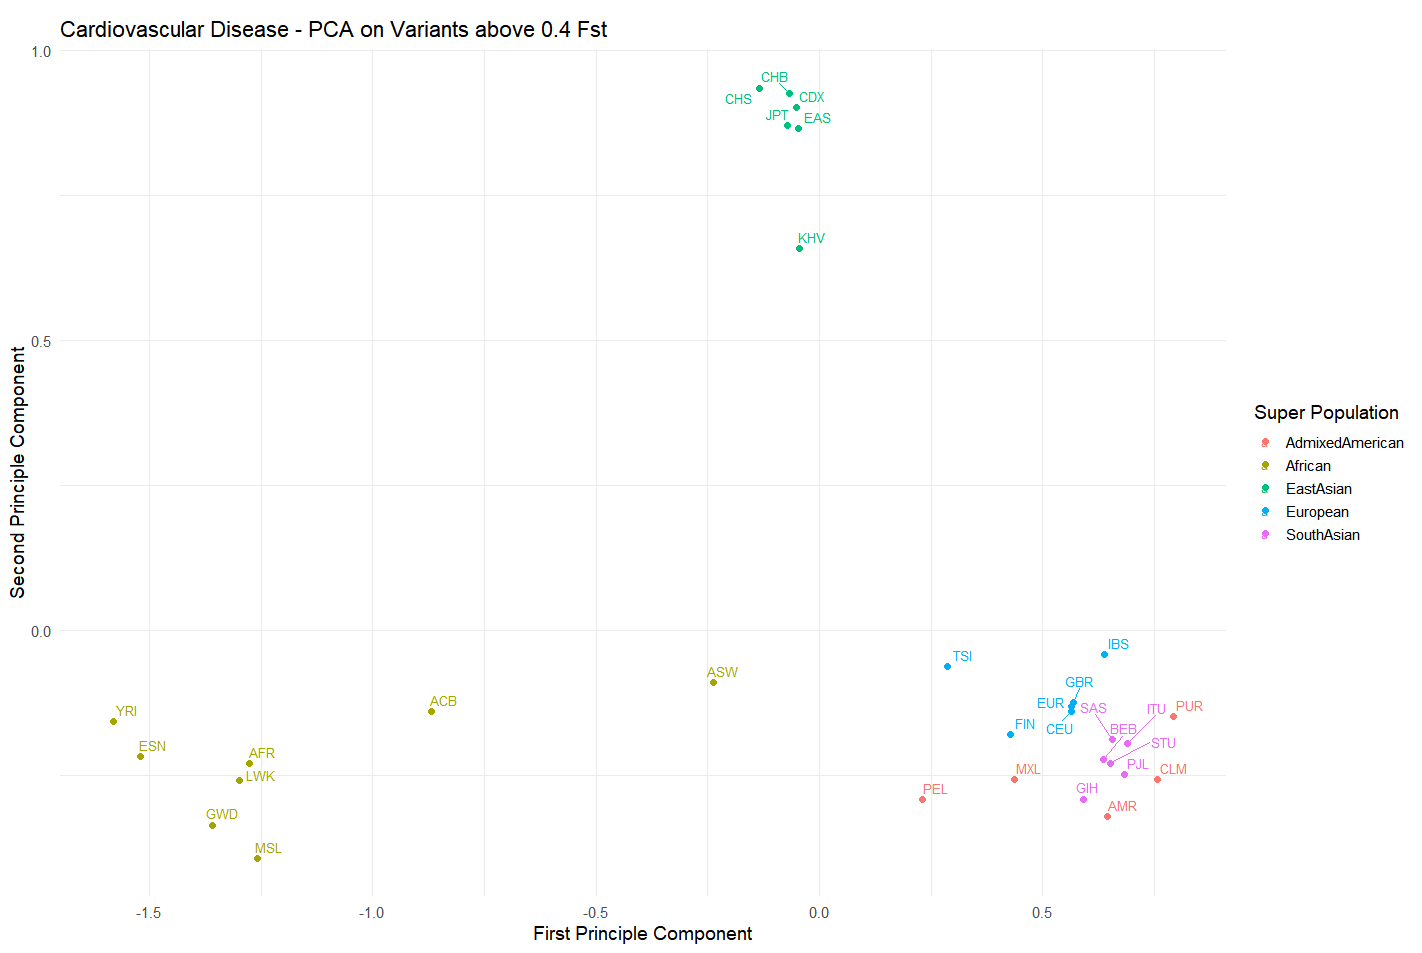 Cardiovascular Disease - PCA on Variants above 0.4 Fst
1.0
0.5
0.0
Second Principle Component
CHB
CHS
CDX
JPT
EAS
KHV
IBS
TSI
ASW
GBR
ACB
EUR
SAS
ITU
PUR
YRI
FIN
CEU
BEB
STU
ESN
AFR
PJL
LWK
MXL
CLM
PEL
GIH
AMR
GWD
MSL
-1.5
-1.0
-0.5
0.0
0.5
First Principle Component
Super Population
AdmixedAmerican
African
EastAsian
European
SouthAsian